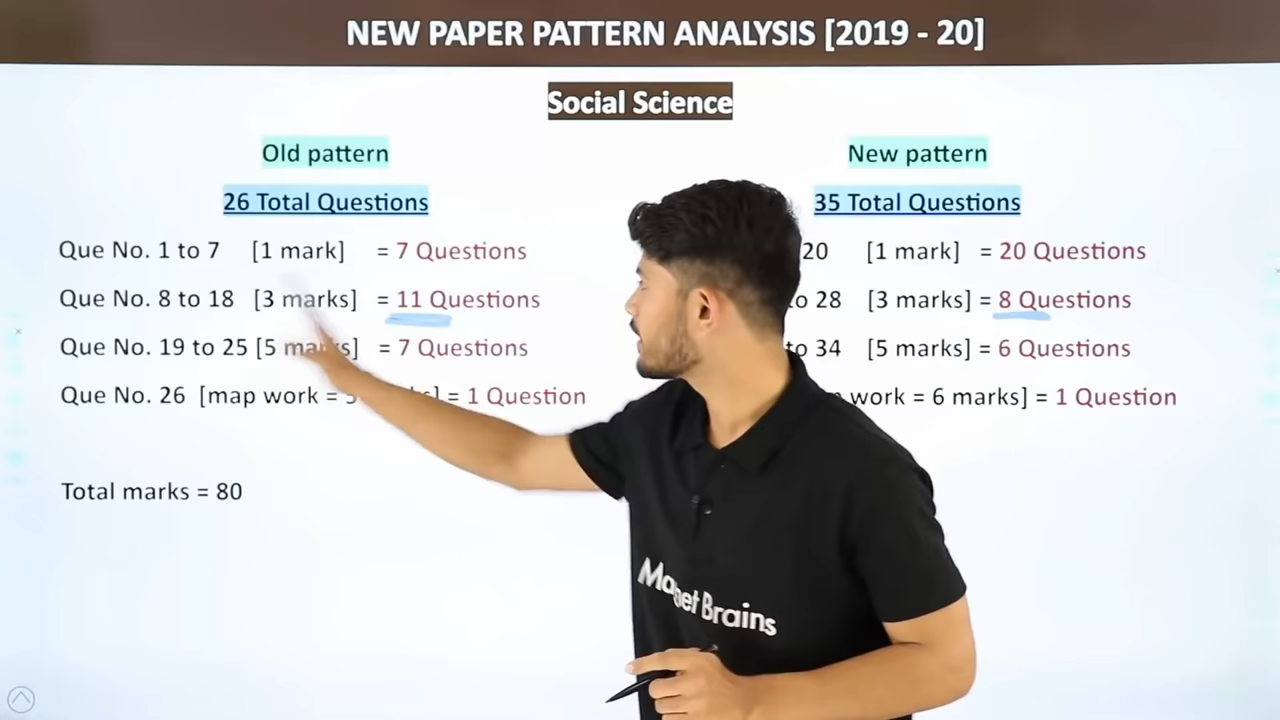 NEW PAPER PATTERN ANALYSIS [2019 - 20]
Social Science
Old pattern
26 Total Questions
Que No. 1 to 7 [1 mark] = 7 Questions
Que No. 8 to 18 [3 marks] = 11 Questions
Que No. 19 to 25 [5 marks] = 7 Questions
Que No. 26 [map work = = 1 Question
Total marks = 80
New pattern
35 Total Questions
20 [1 mark] = 20 Questions
to 28 [3 marks] = 8 Questions
to 34 [5 marks] = 6 Questions
work = 6 marks] = 1 Question
Magnet Brains